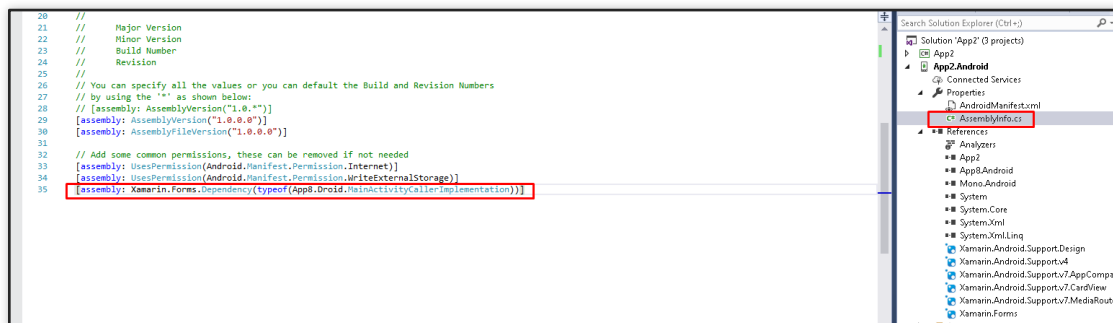 20 //
21 // Major Version
22 // Minor Version
23 // Build Number
24 // Revision
25 //
26 // You can specify all the values or you can default the Build and Revision Numbers
27 // by using the '*' as shown below:
28 // [assembly: AssemblyVersion("1.0.*")]
29 [assembly: AssemblyVersion("1.0.0.0")]
30 [assembly: AssemblyFileVersion("1.0.0.0")]
31
32 // Add some common permissions, these can be removed if not needed
33 [assembly: UsesPermission(Android.Manifest.Permission.Internet)]
34 [assembly: UsesPermission(Android.Manifest.Permission.WriteExternalStorage)]
35 [assembly: Xamarin.Forms.Dependency(typeof(App8.Droid.MainActivityCallerImplementation))]
Search Solution Explorer (Ctrl+;)
Solution 'App2' (3 projects)
C# App2
App2.Android
Connected Services
Properties
AndroidManifest.xml
C# AssemblyInfo.cs
References
Analyzers
App2
App8.Android
Mono.Android
System
System.Core
System.Xml
System.Xml.Linq
Xamarin.Android.Support.Design
Xamarin.Android.Support.v4
Xamarin.Android.Support.v7.AppCompa
Xamarin.Android.Support.v7.CardView
Xamarin.Android.Support.v7.MediaRout
Xamarin.Forms